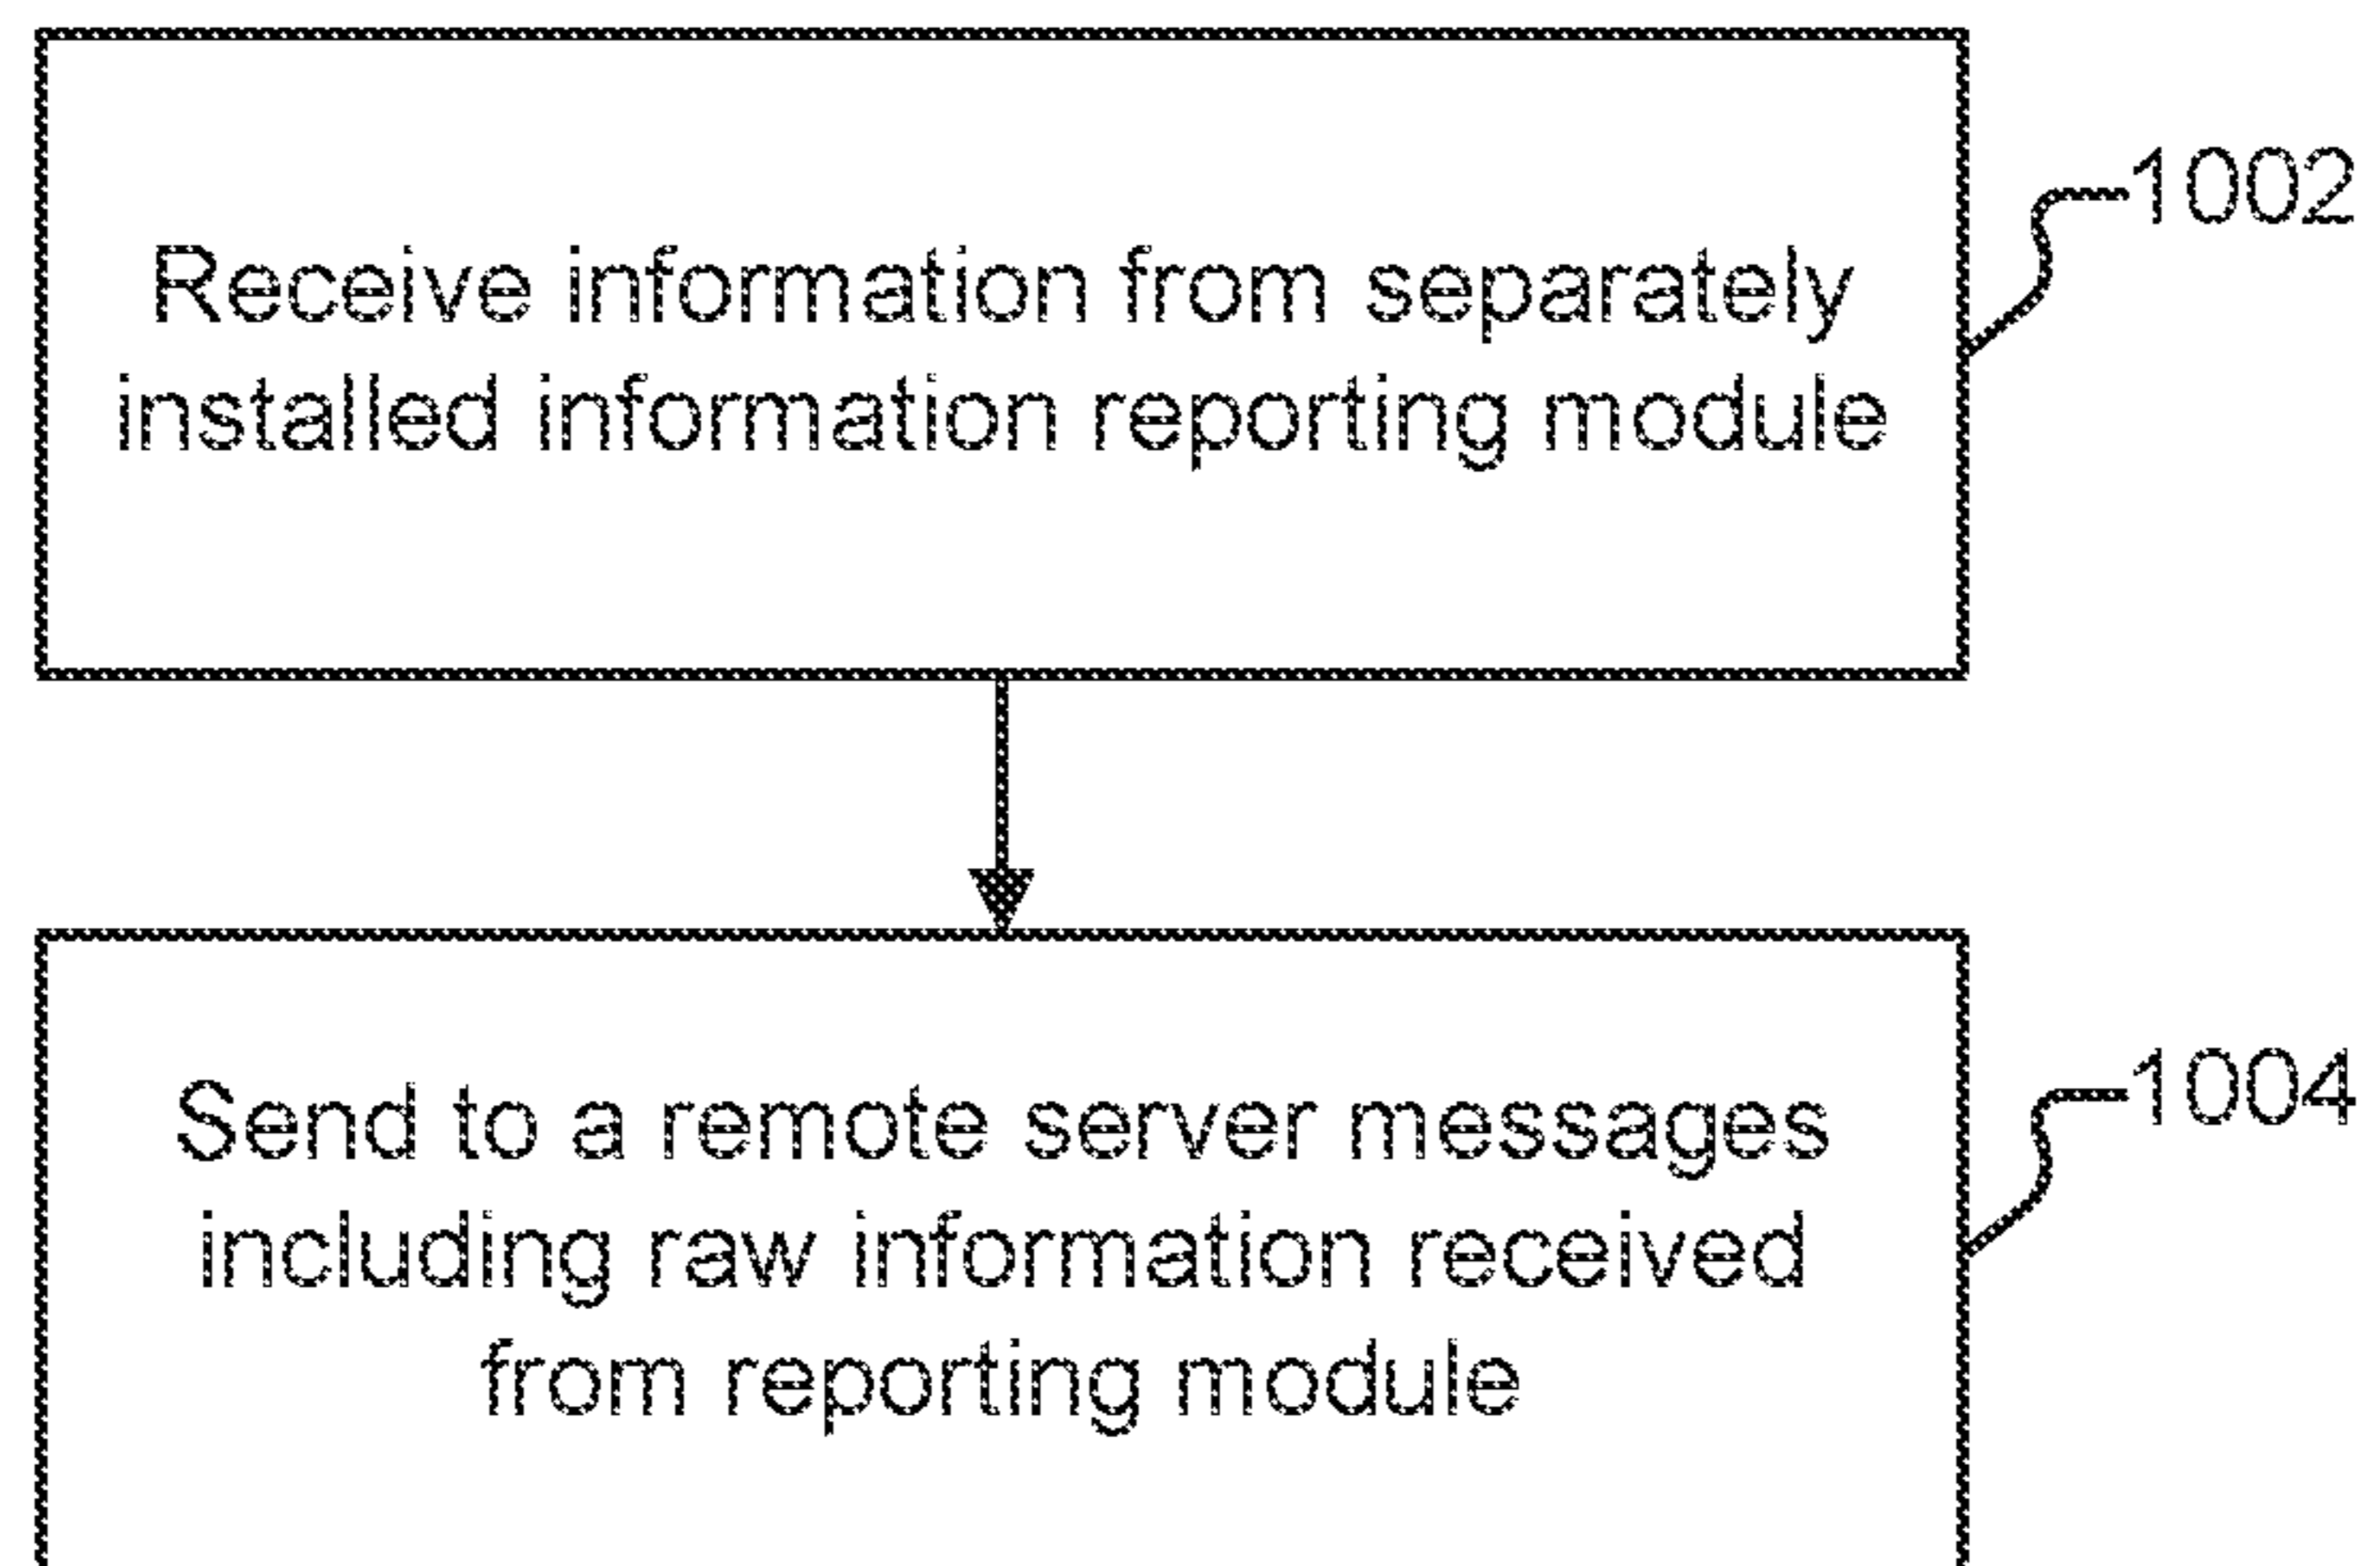 1002
Receive information from separately
installed information reporting module
1004
Send to a remote server messages
including raw information received
from reporting module